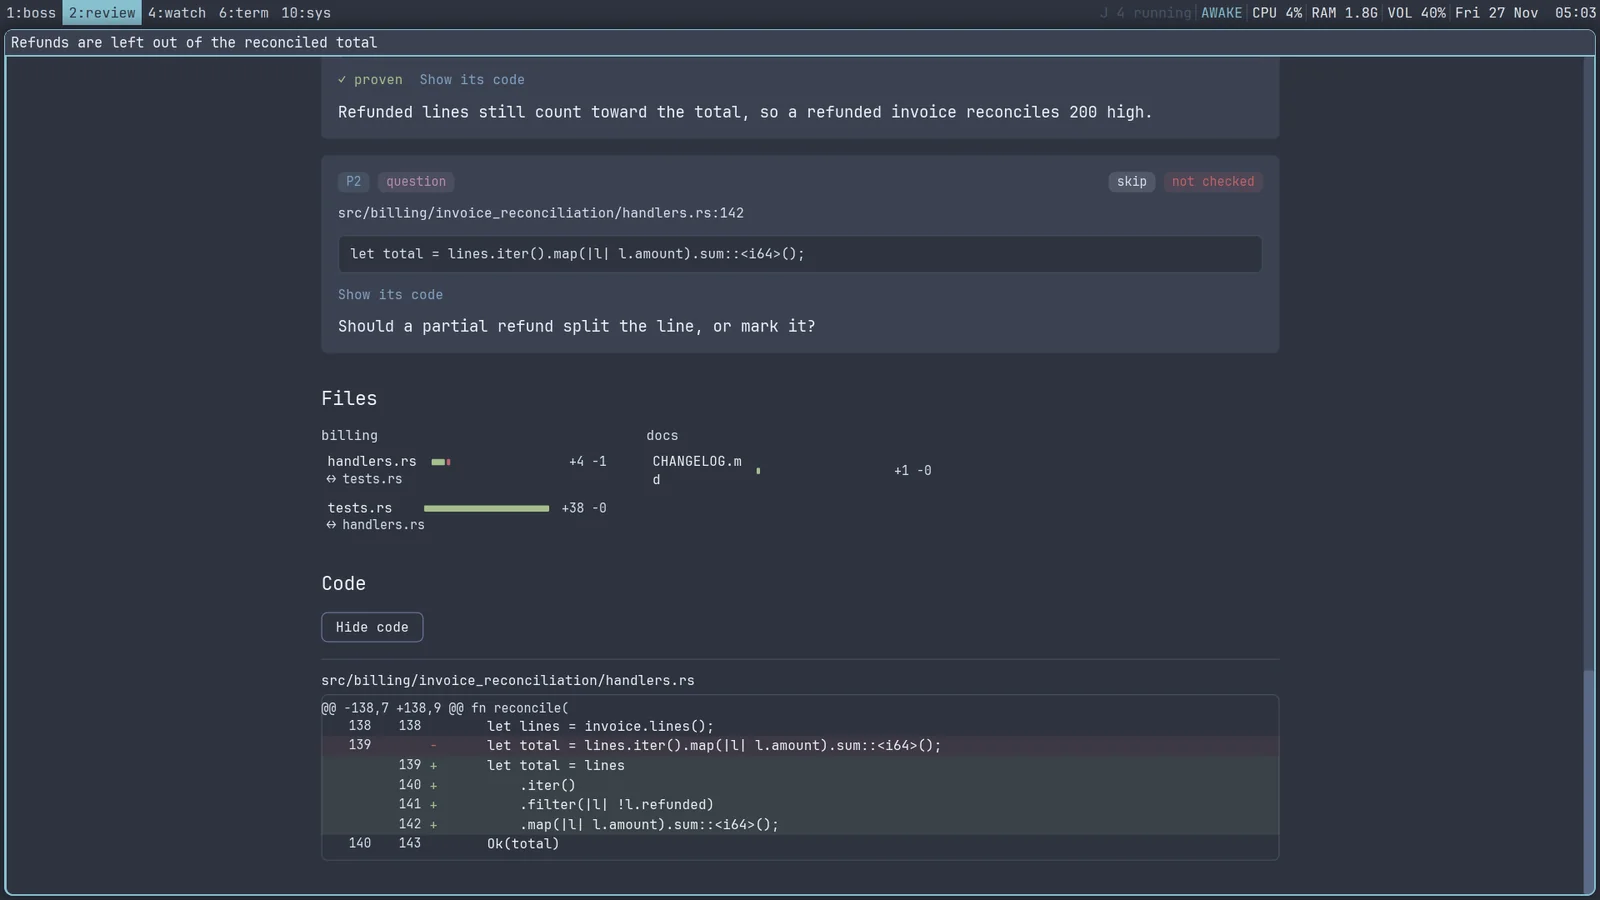 1:boss 2:review 4:watch 6:term 10:sys J 4 running AWAKE CPU 4% RAM 1.8G VOL 40% Fri 27 Nov 05:03
Refunds are left out of the reconciled total
✓ proven Show its code
Refunded lines still count toward the total, so a refunded invoice reconciles 200 high.
P2 question skip not checked
src/billing/invoice_reconciliation/handlers.rs:142
let total = lines.iter().map(|l| l.amount).sum::<i64>();
Show its code
Should a partial refund split the line, or mark it?
Files
billing
handlers.rs +4 -1
↔ tests.rs
tests.rs +38 -0
↔ handlers.rs
docs
CHANGELOG.m
d
+1 -0
Code
Hide code
src/billing/invoice_reconciliation/handlers.rs
@@ -138,7 +138,9 @@ fn reconcile(
138 138 let lines = invoice.lines();
139 - let total = lines.iter().map(|l| l.amount).sum::<i64>();
139 + let total = lines
140 + .iter()
141 + .filter(|l| !l.refunded)
142 + .map(|l| l.amount).sum::<i64>();
140 143 Ok(total)